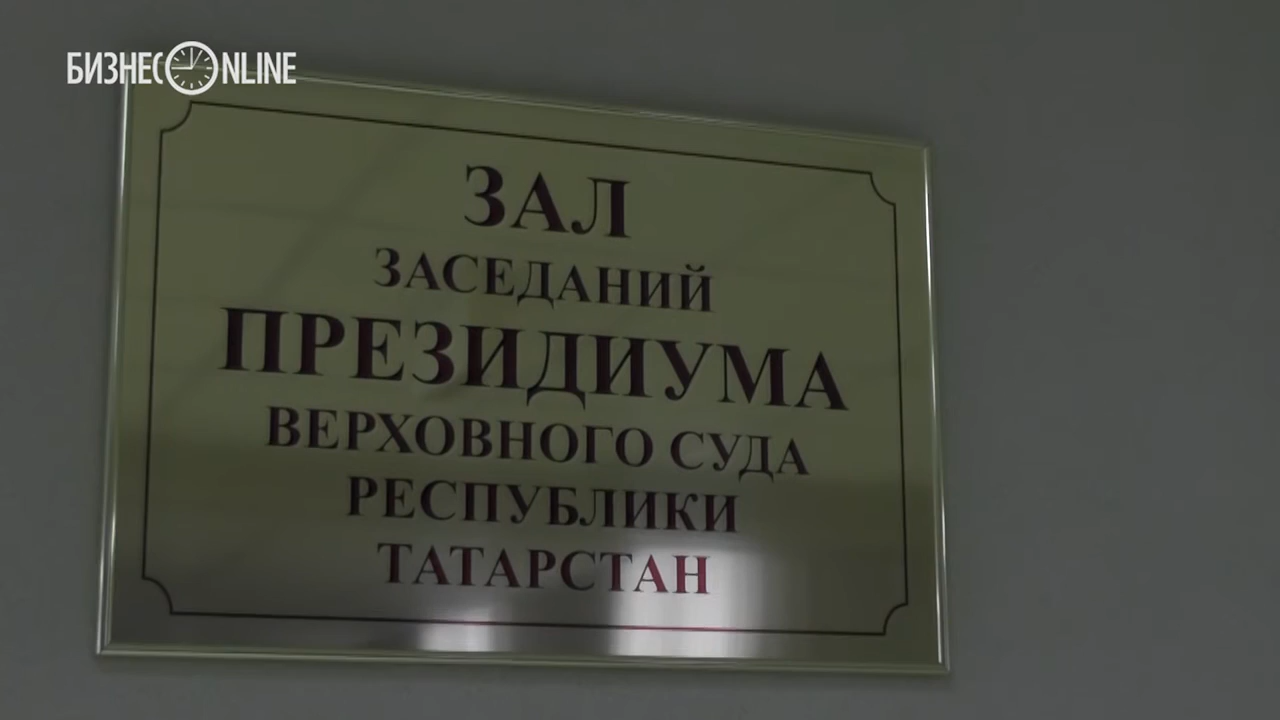 БИЗНЕС ONLINE
ЗАЛ
ЗАСЕДАНИЙ
ПРЕЗИДИУМА
ВЕРХОВНОГО СУДА
РЕСПУБЛИКИ
ТАТАРСТАН